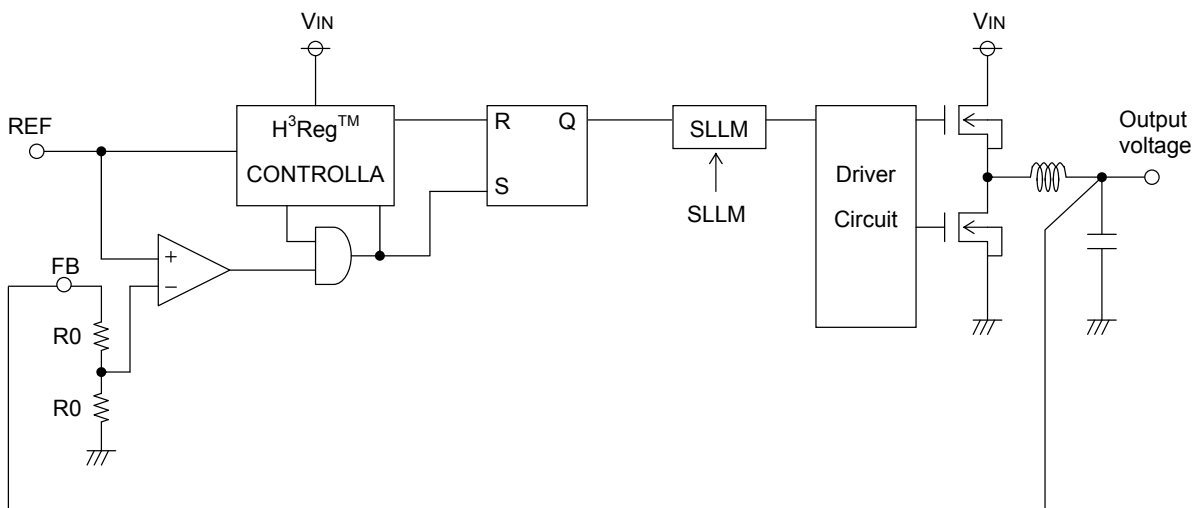 VIN
VIN
REF
H³Reg™
CONTROLLA
R
Q
S
SLLM
SLLM
Driver
Circuit
Output
voltage
+
−
FB
R0
R0